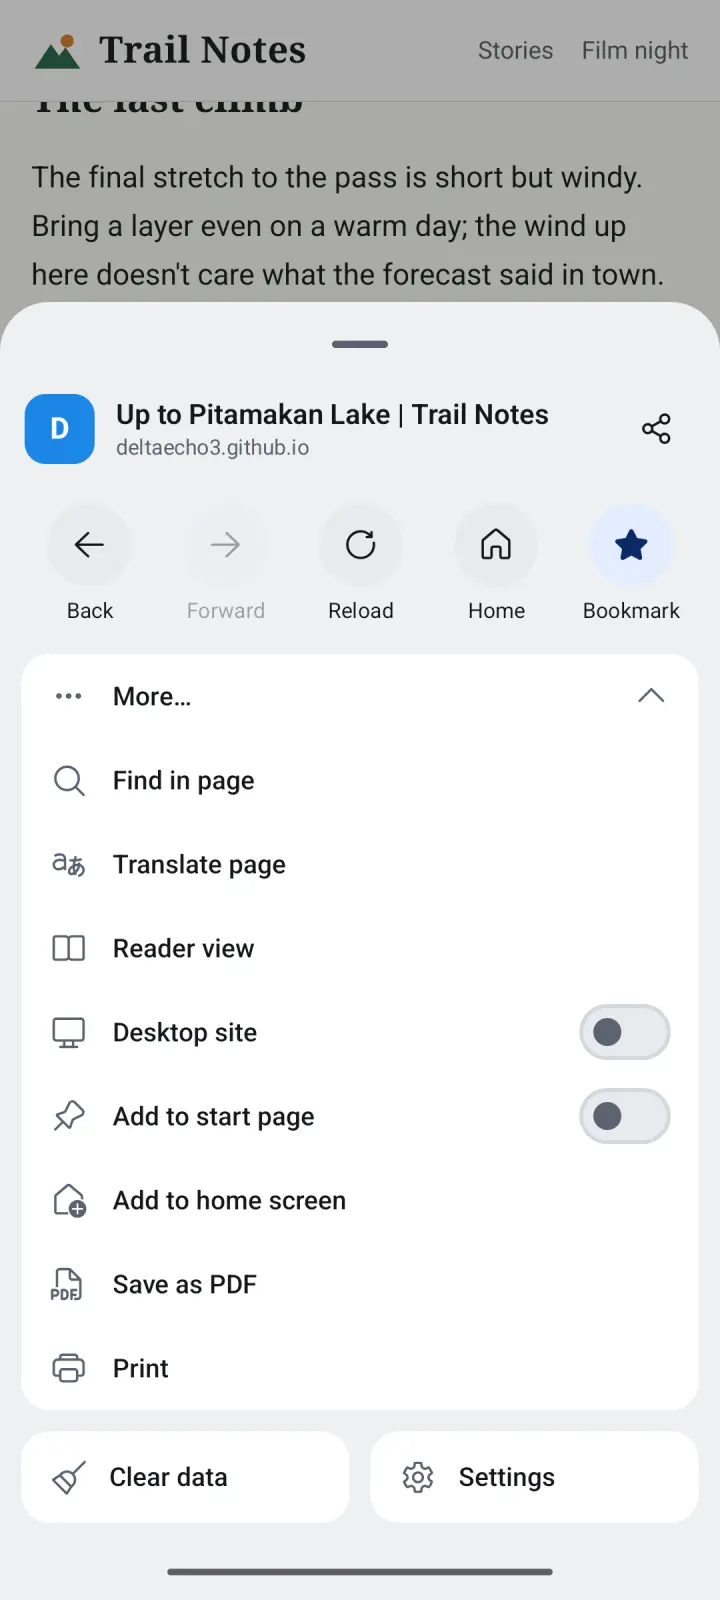 Trail Notes
Stories
Film night
The last climb
The final stretch to the pass is short but windy.
Bring a layer even on a warm day; the wind up
here doesn't care what the forecast said in town.
D
Up to Pitamakan Lake | Trail Notes
deltaecho3.github.io
Back
Forward
Reload
Home
Bookmark
More...
Find in page
aあ
Translate page
Reader view
Desktop site
Add to start page
Add to home screen
PDF
Save as PDF
Print
Clear data
Settings